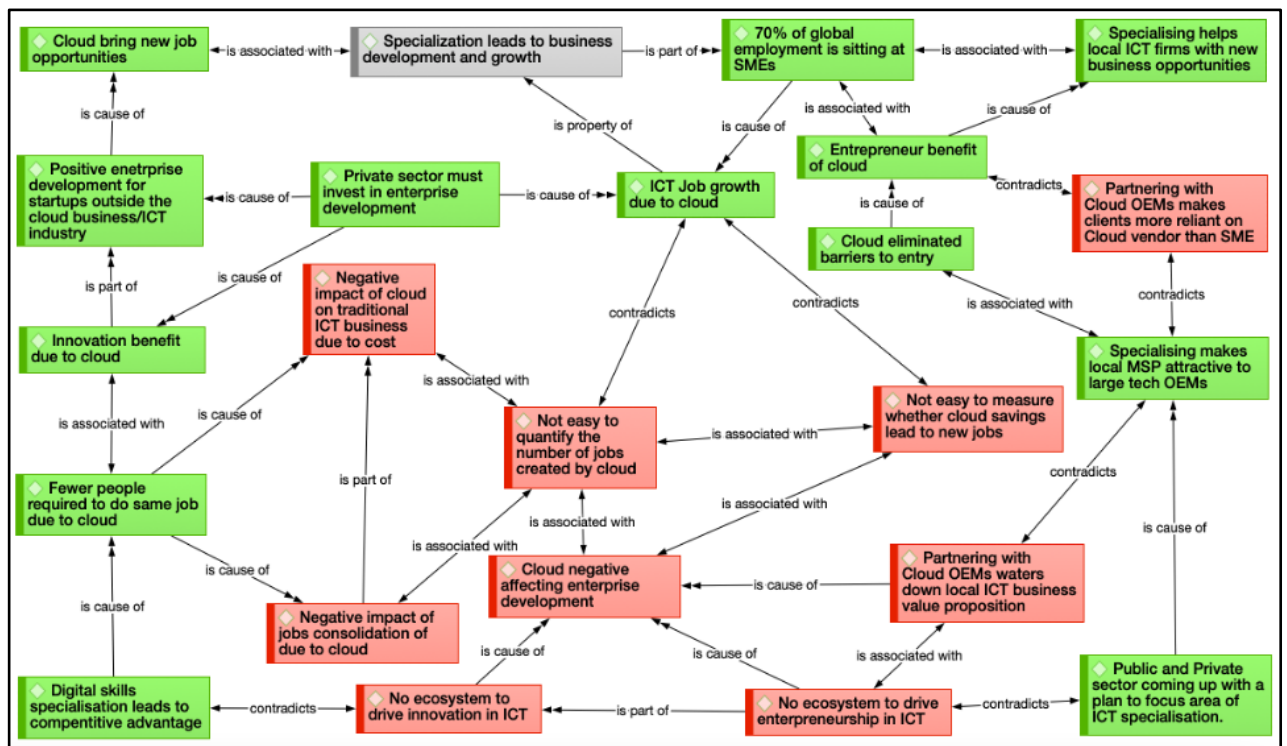 Cloud bring new job
opportunities
is associated with
Specialization leads to business
development and growth
is part of
70% of global
employment is sitting at
SMEs
is associated with
Specialising helps
local ICT firms with new
business opportunities
is cause of
is property of
is cause of
is associated with
is cause of
Positive enetrprise
development for
startups outside the
cloud business/ICT
industry
is cause of
Private sector must
invest in enterprise
development
is cause of
ICT Job growth
due to cloud
Entrepreneur benefit
of cloud
contradicts
Partnering with
Cloud OEMs makes
clients more reliant on
Cloud vendor than SME
is cause of
Cloud eliminated
barriers to entry
is part of
is cause of
Negative
impact of cloud
on traditional
ICT business
due to cost
contradicts
contradicts
is associated with
contradicts
Innovation benefit
due to cloud
Specialising makes
local MSP attractive to
large tech OEMs
is associated with
is cause of
is associated with
Not easy to
quantify the
number of jobs
created by cloud
is associated with
Not easy to measure
whether cloud savings
lead to new jobs
contradicts
is part of
Fewer people
required to do same job
due to cloud
is associated with
is associated with
is associated with
is cause of
is cause of
Cloud negative
affecting enterprise
development
is cause of
Partnering with
Cloud OEMs waters
down local ICT business
value proposition
is cause of
Negative impact of
jobs consolidation of
due to cloud
is cause of
is cause of
is associated with
Digital skills
specialisation leads to
competitive advantage
contradicts
No ecosystem to
drive innovation in ICT
is part of
No ecosystem to drive
enterpreneurship in ICT
contradicts
Public and Private
sector coming up with a
plan to focus area of
ICT specialisation.